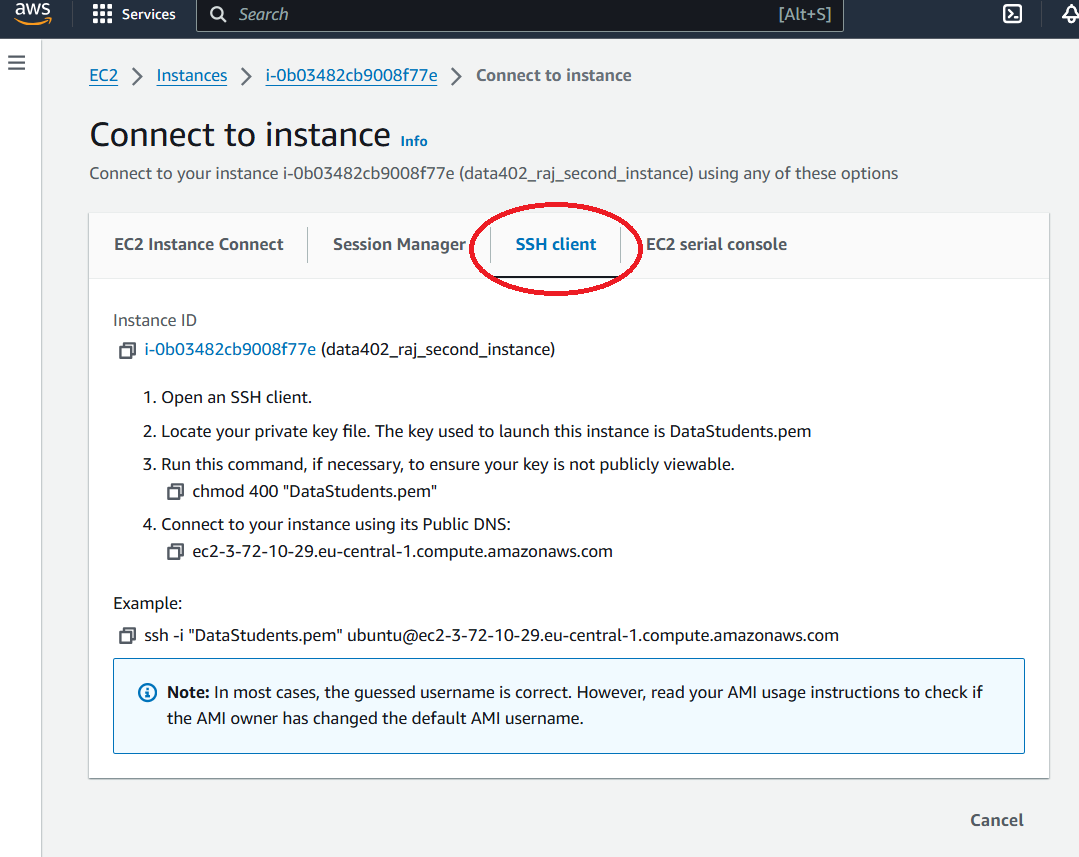 aws Services Search [Alt+S]
EC2 > Instances > i-0b03482cb9008f77e > Connect to instance
Connect to instance Info
Connect to your instance i-0b03482cb9008f77e (data402_raj_second_instance) using any of these options
EC2 Instance Connect Session Manager SSH client EC2 serial console
Instance ID
i-0b03482cb9008f77e (data402_raj_second_instance)
1. Open an SSH client.
2. Locate your private key file. The key used to launch this instance is DataStudents.pem
3. Run this command, if necessary, to ensure your key is not publicly viewable.
chmod 400 "DataStudents.pem"
4. Connect to your instance using its Public DNS:
ec2-3-72-10-29.eu-central-1.compute.amazonaws.com
Example:
ssh -i "DataStudents.pem" ubuntu@ec2-3-72-10-29.eu-central-1.compute.amazonaws.com
Note: In most cases, the guessed username is correct. However, read your AMI usage instructions to check if
the AMI owner has changed the default AMI username.
Cancel